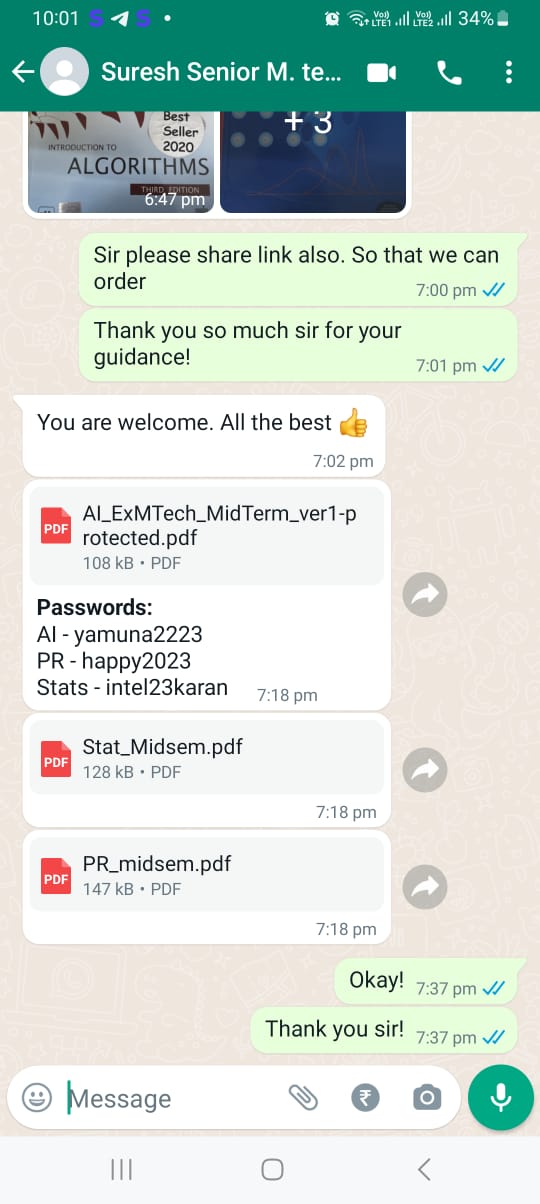 10:01
Vo)) LTE1
Vo)) LTE2
34%
Suresh Senior M. te...
Best
Seller
2020
INTRODUCTION TO
ALGORITHMS
THIRD EDITION
6:47 pm
+ 3
Sir please share link also. So that we can
order
7:00 pm
Thank you so much sir for your
guidance!
7:01 pm
You are welcome. All the best 👍
7:02 pm
PDF
AI_ExMTech_MidTerm_ver1-p
rotected.pdf
108 kB • PDF
Passwords:
AI - yamuna2223
PR - happy2023
Stats - intel23karan
7:18 pm
PDF
Stat_Midsem.pdf
128 kB • PDF
7:18 pm
PDF
PR_midsem.pdf
147 kB • PDF
7:18 pm
Okay!
7:37 pm
Thank you sir!
7:37 pm
Message
₹